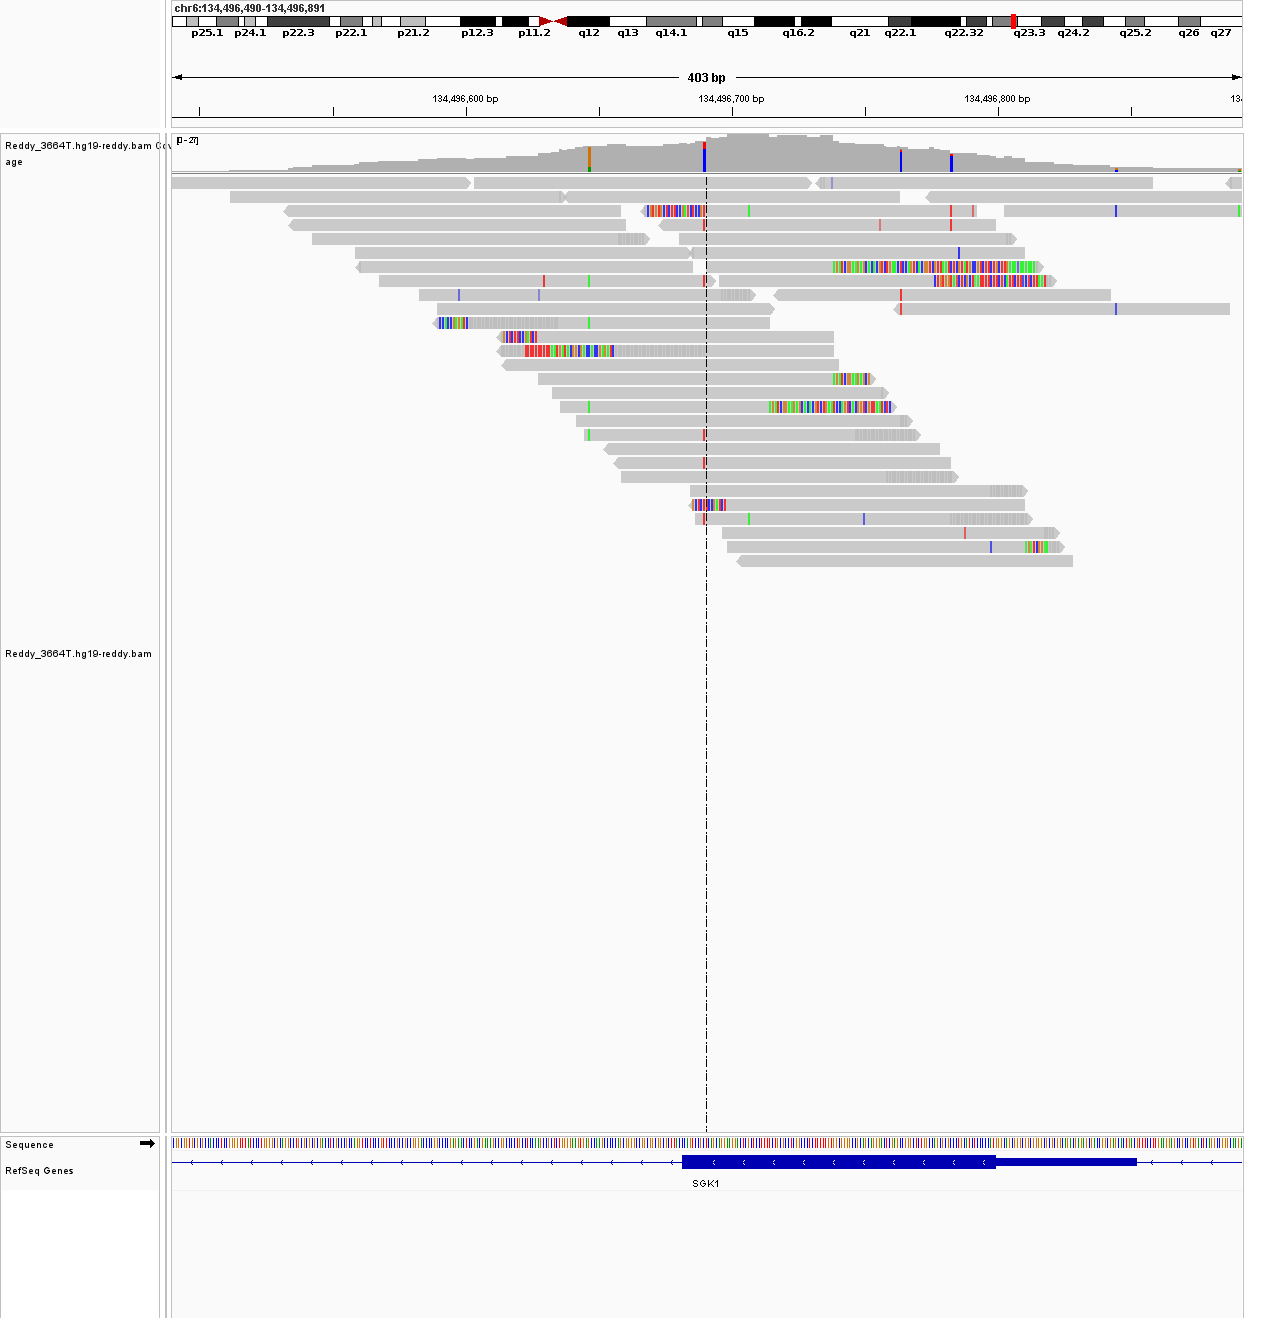 chr6:134,496,490-134,496,891
p25.1 p24.1 p22.3 p22.1 p21.2 p12.3 p11.2 q12 q13 q14.1 q15 q16.2 q21 q22.1 q22.32 q23.3 q24.2 q25.2 q26 q27
403 bp
134,496,600 bp 134,496,700 bp 134,496,800 bp 134
Reddy_3664T.hg19-reddy.bam Cov
age
[0 - 27]
Reddy_3664T.hg19-reddy.bam
Sequence
RefSeq Genes
SGK1